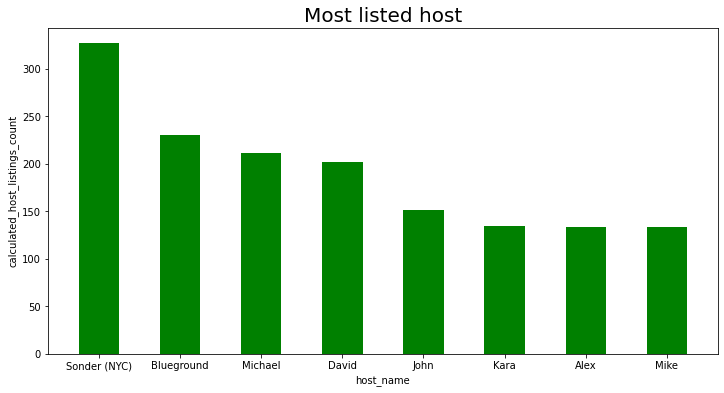 Most listed host
calculated_host_listings_count
300
250
200
150
100
50
0
Sonder (NYC) Blueground Michael David John Kara Alex Mike
host_name